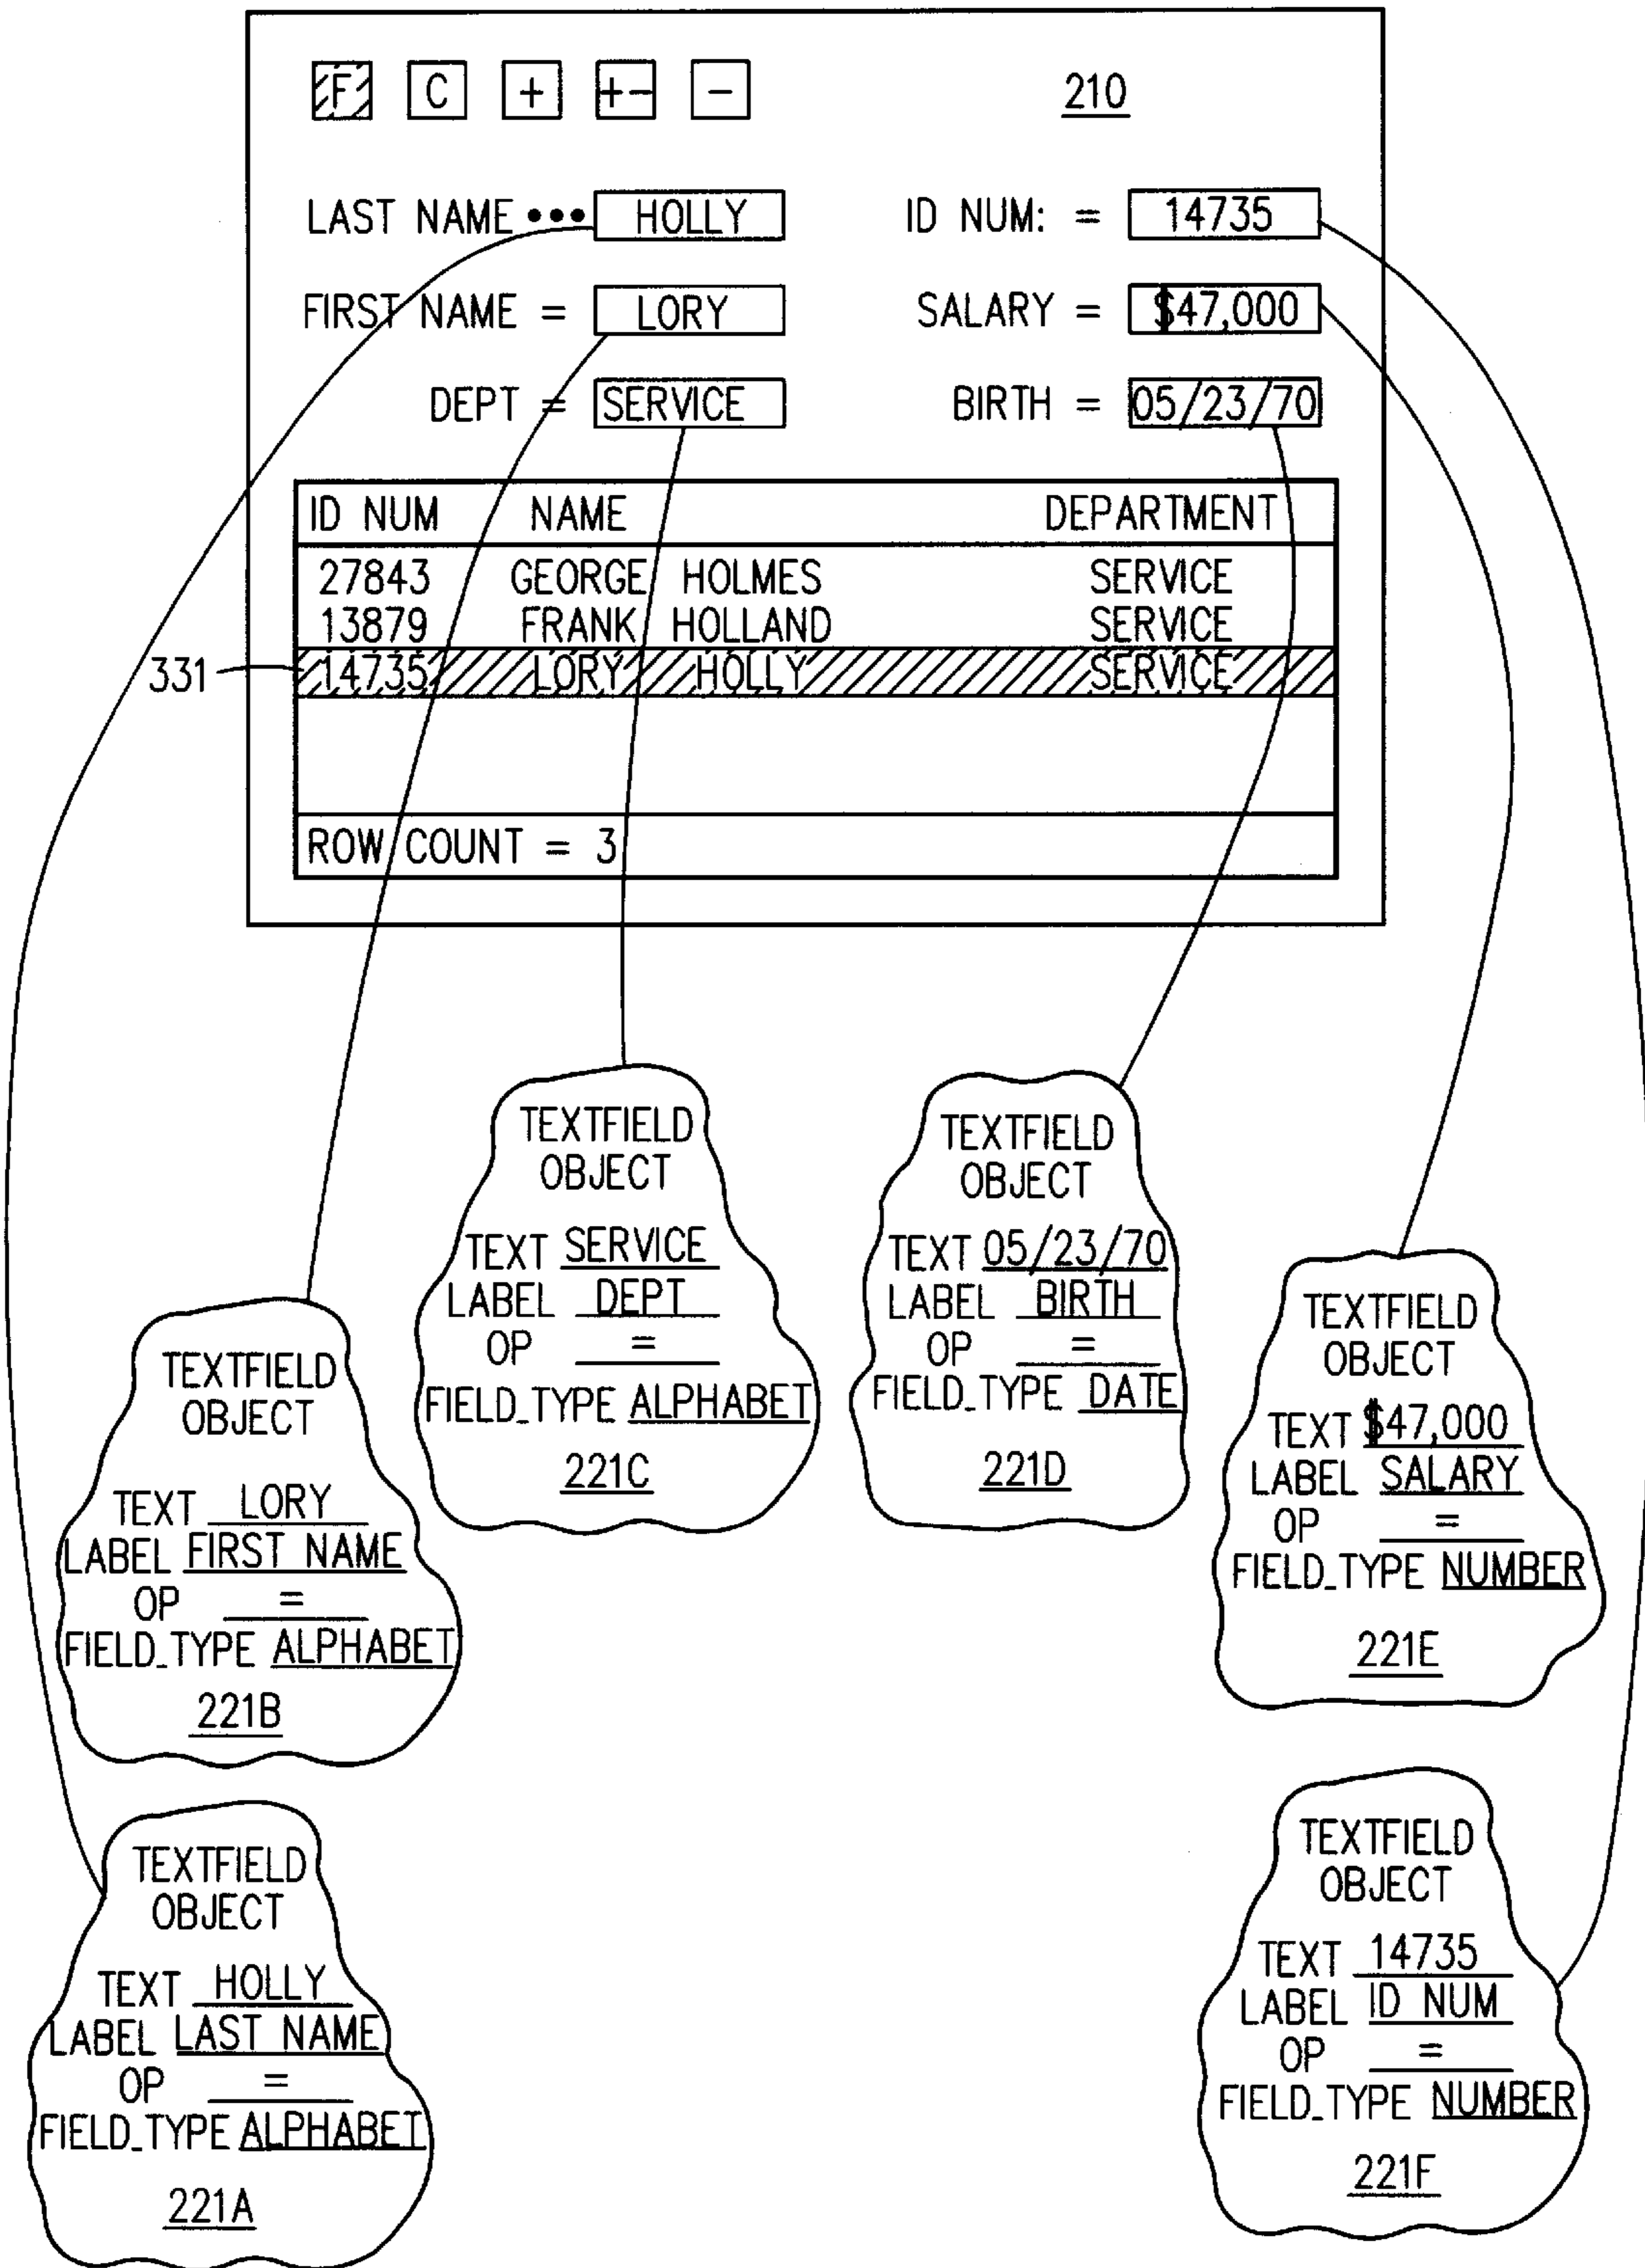 F C + +- - 210
LAST NAME ••• HOLLY ID NUM: = 14735
FIRST NAME = LORY SALARY = $47,000
DEPT = SERVICE BIRTH = 05/23/70
ID NUM NAME DEPARTMENT
27843 GEORGE HOLMES SERVICE
13879 FRANK HOLLAND SERVICE
331 14735 LORY HOLLY SERVICE
ROW COUNT = 3
TEXTFIELD
OBJECT
TEXT SERVICE
LABEL DEPT
OP =
FIELD_TYPE ALPHABET
221C
TEXTFIELD
OBJECT
TEXT 05/23/70
LABEL BIRTH
OP =
FIELD_TYPE DATE
221D
TEXTFIELD
OBJECT
TEXT LORY
LABEL FIRST NAME
OP =
FIELD_TYPE ALPHABET
221B
TEXTFIELD
OBJECT
TEXT $47,000
LABEL SALARY
OP =
FIELD_TYPE NUMBER
221E
TEXTFIELD
OBJECT
TEXT HOLLY
LABEL LAST NAME
OP =
FIELD_TYPE ALPHABET
221A
TEXTFIELD
OBJECT
TEXT 14735
LABEL ID NUM
OP =
FIELD_TYPE NUMBER
221F